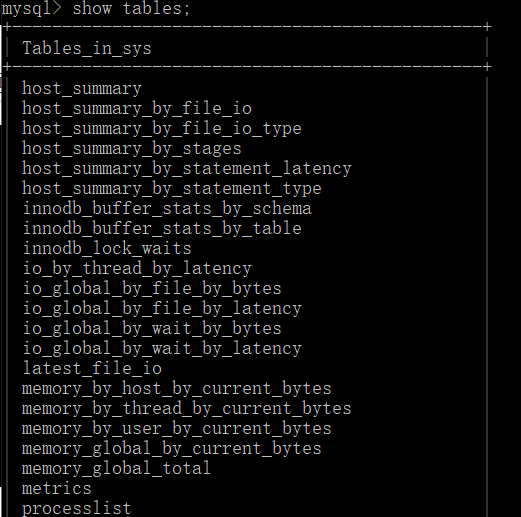 mysql> show tables;
+-----------------------------------------------+
| Tables_in_sys |
+-----------------------------------------------+
| host_summary |
| host_summary_by_file_io |
| host_summary_by_file_io_type |
| host_summary_by_stages |
| host_summary_by_statement_latency |
| host_summary_by_statement_type |
| innodb_buffer_stats_by_schema |
| innodb_buffer_stats_by_table |
| innodb_lock_waits |
| io_by_thread_by_latency |
| io_global_by_file_by_bytes |
| io_global_by_file_by_latency |
| io_global_by_wait_by_bytes |
| io_global_by_wait_by_latency |
| latest_file_io |
| memory_by_host_by_current_bytes |
| memory_by_thread_by_current_bytes |
| memory_by_user_by_current_bytes |
| memory_global_by_current_bytes |
| memory_global_total |
| metrics |
| processlist |